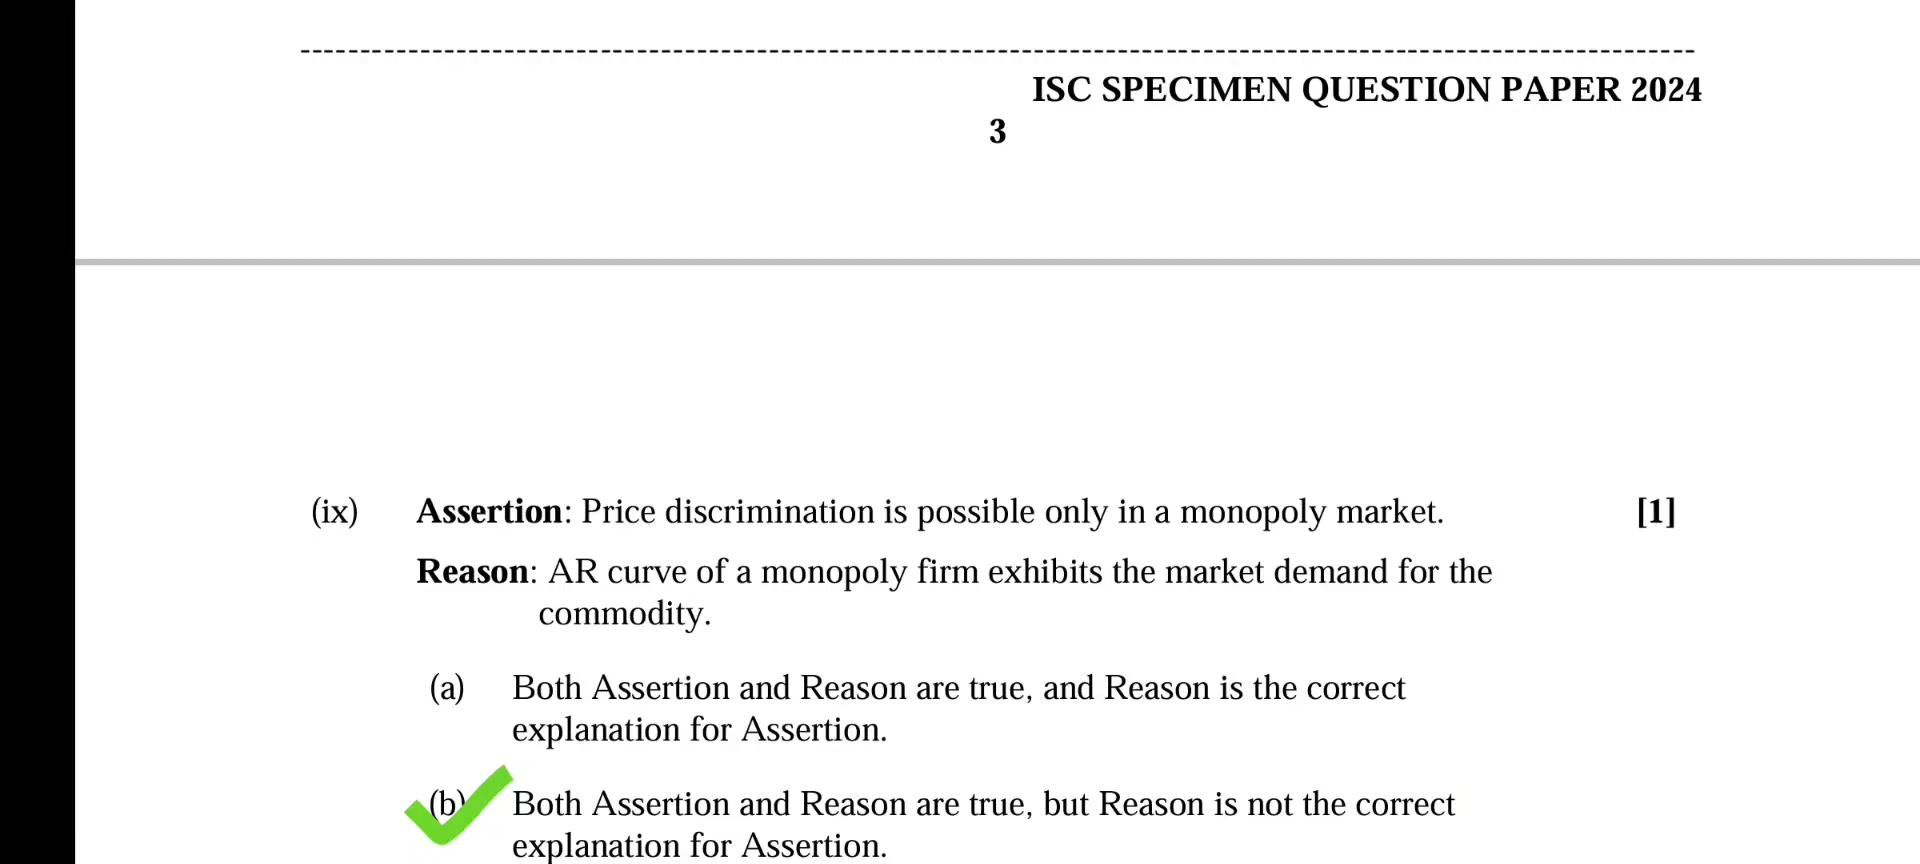 ISC SPECIMEN QUESTION PAPER 2024
3
(ix) Assertion: Price discrimination is possible only in a monopoly market. [1]
Reason: AR curve of a monopoly firm exhibits the market demand for the
commodity.
(a) Both Assertion and Reason are true, and Reason is the correct
explanation for Assertion.
(b) Both Assertion and Reason are true, but Reason is not the correct
explanation for Assertion.